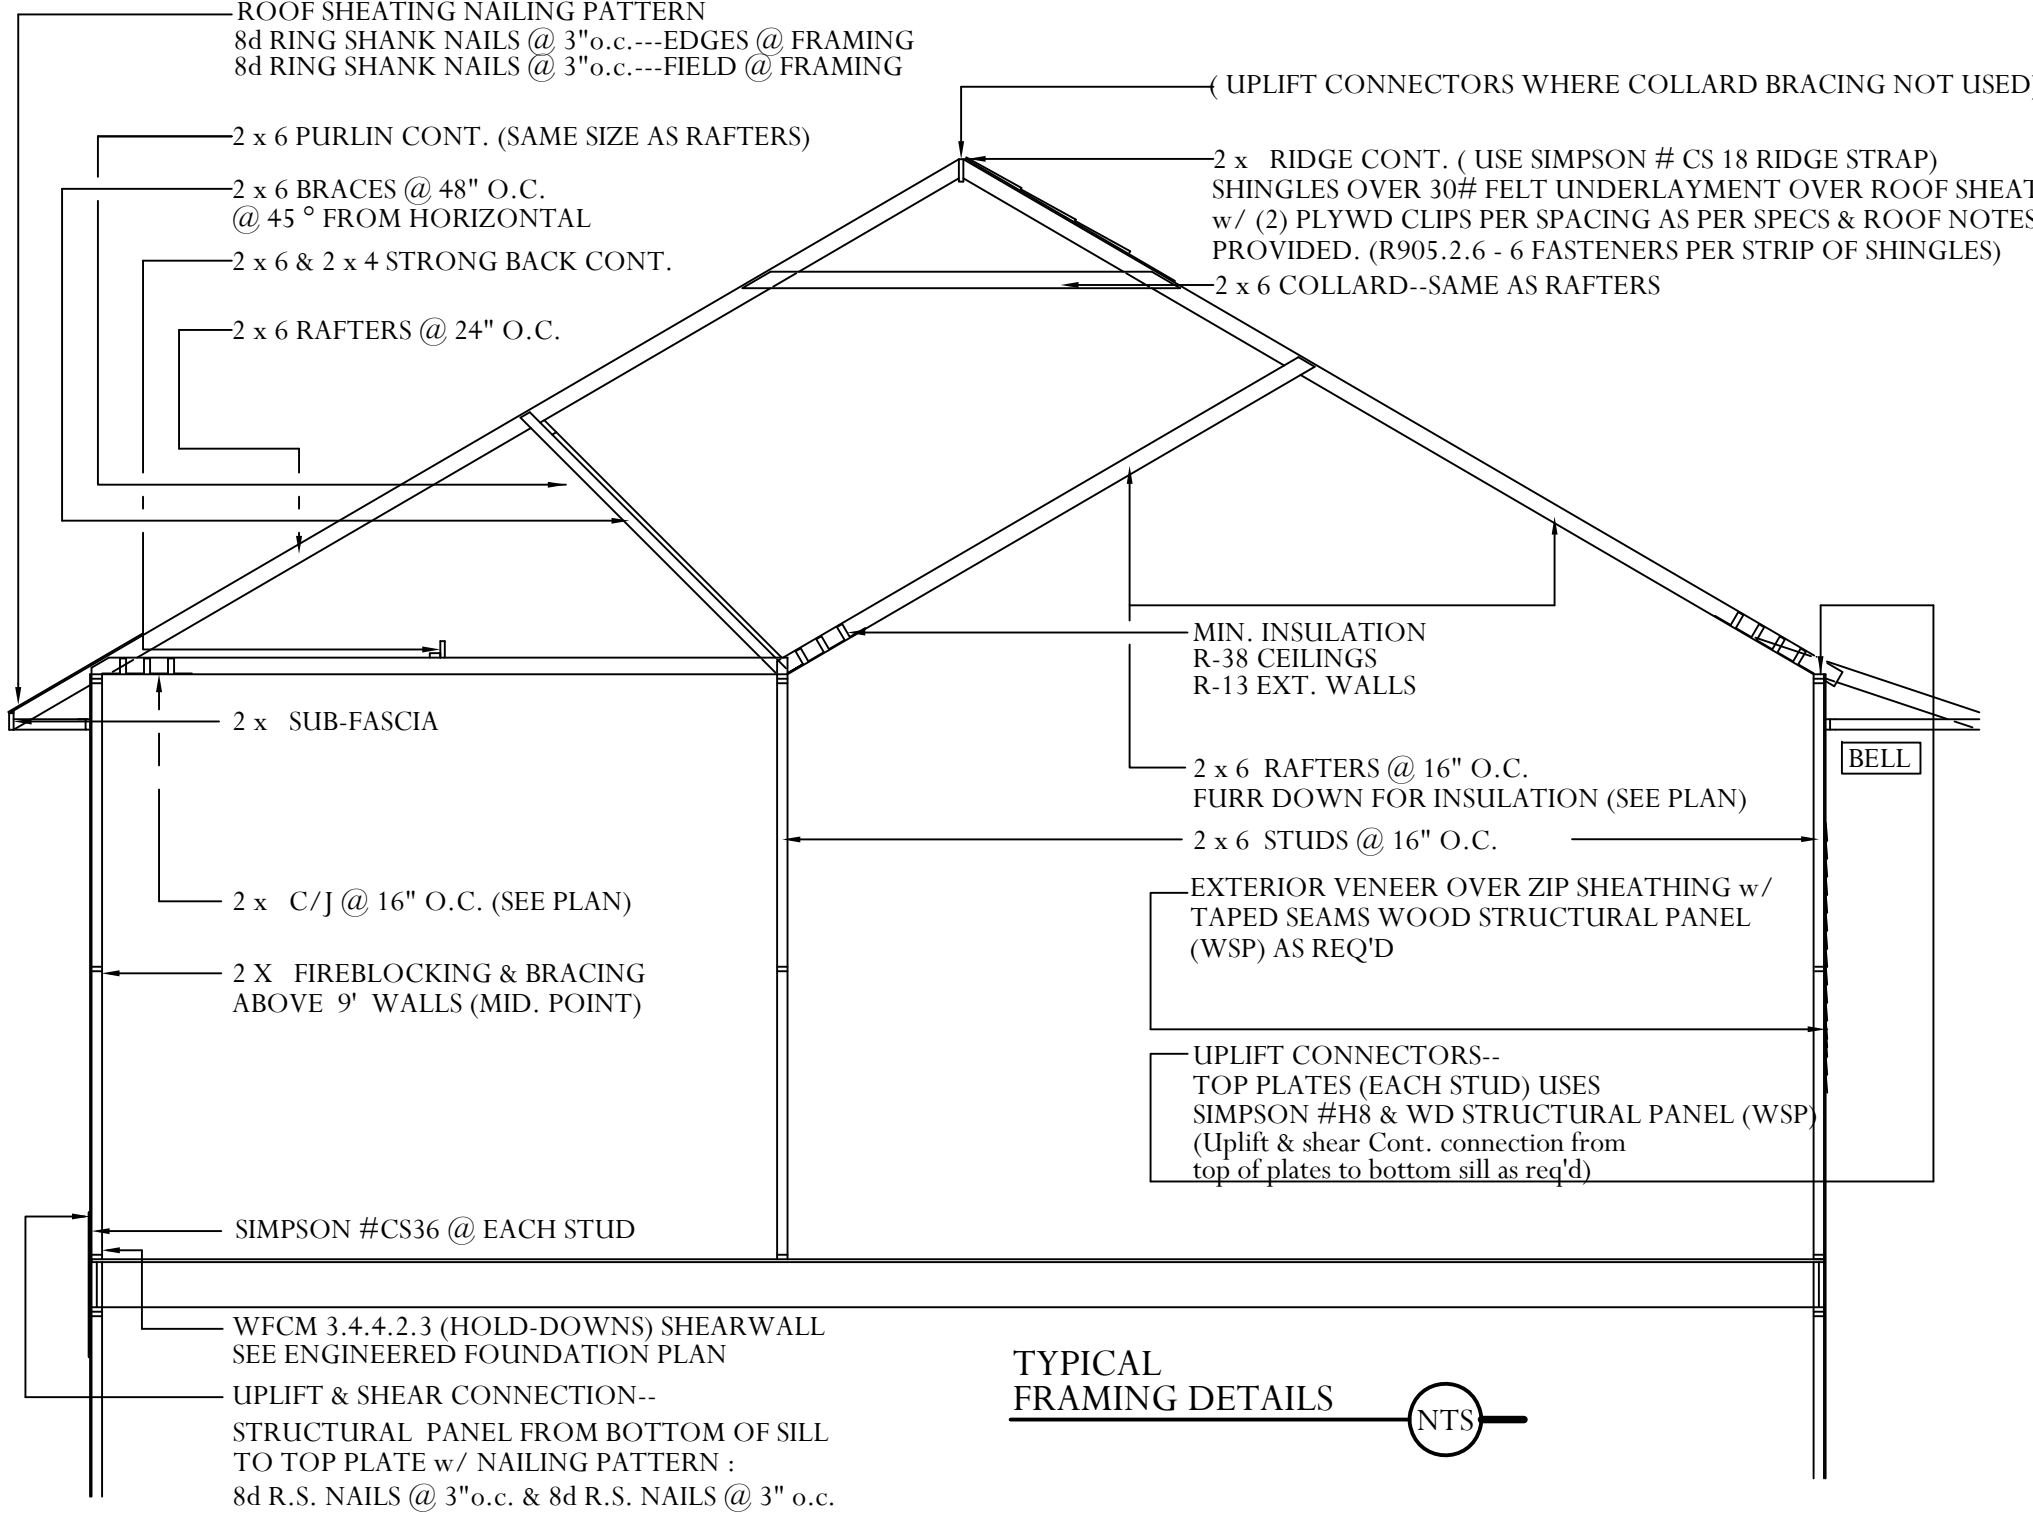 ROOF SHEATING NAILING PATTERN
8d RING SHANK NAILS @ 3"o.c.---EDGES @ FRAMING
8d RING SHANK NAILS @ 3"o.c.---FIELD @ FRAMING
2 x 6 PURLIN CONT. (SAME SIZE AS RAFTERS)
2 x 6 BRACES @ 48" O.C.
@ 45 ° FROM HORIZONTAL
2 x 6 & 2 x 4 STRONG BACK CONT.
2 x 6 RAFTERS @ 24" O.C.
( UPLIFT CONNECTORS WHERE COLLARD BRACING NOT USED)
2 x RIDGE CONT. ( USE SIMPSON # CS 18 RIDGE STRAP)
SHINGLES OVER 30# FELT UNDERLAYMENT OVER ROOF SHEAT
w/ (2) PLYWD CLIPS PER SPACING AS PER SPECS & ROOF NOTES
PROVIDED. (R905.2.6 - 6 FASTENERS PER STRIP OF SHINGLES)
2 x 6 COLLARD--SAME AS RAFTERS
MIN. INSULATION
R-38 CEILINGS
R-13 EXT. WALLS
2 x SUB-FASCIA
BELL
2 x 6 RAFTERS @ 16" O.C.
FURR DOWN FOR INSULATION (SEE PLAN)
2 x 6 STUDS @ 16" O.C.
EXTERIOR VENEER OVER ZIP SHEATHING w/
TAPED SEAMS WOOD STRUCTURAL PANEL
(WSP) AS REQ'D
2 x C/J @ 16" O.C. (SEE PLAN)
2 X FIREBLOCKING & BRACING
ABOVE 9' WALLS (MID. POINT)
UPLIFT CONNECTORS--
TOP PLATES (EACH STUD) USES
SIMPSON #H8 & WD STRUCTURAL PANEL (WSP)
(Uplift & shear Cont. connection from
top of plates to bottom sill as req'd)
SIMPSON #CS36 @ EACH STUD
WFCM 3.4.4.2.3 (HOLD-DOWNS) SHEARWALL
SEE ENGINEERED FOUNDATION PLAN
UPLIFT & SHEAR CONNECTION--
STRUCTURAL PANEL FROM BOTTOM OF SILL
TO TOP PLATE w/ NAILING PATTERN :
8d R.S. NAILS @ 3"o.c. & 8d R.S. NAILS @ 3" o.c.
TYPICAL
FRAMING DETAILS
NTS